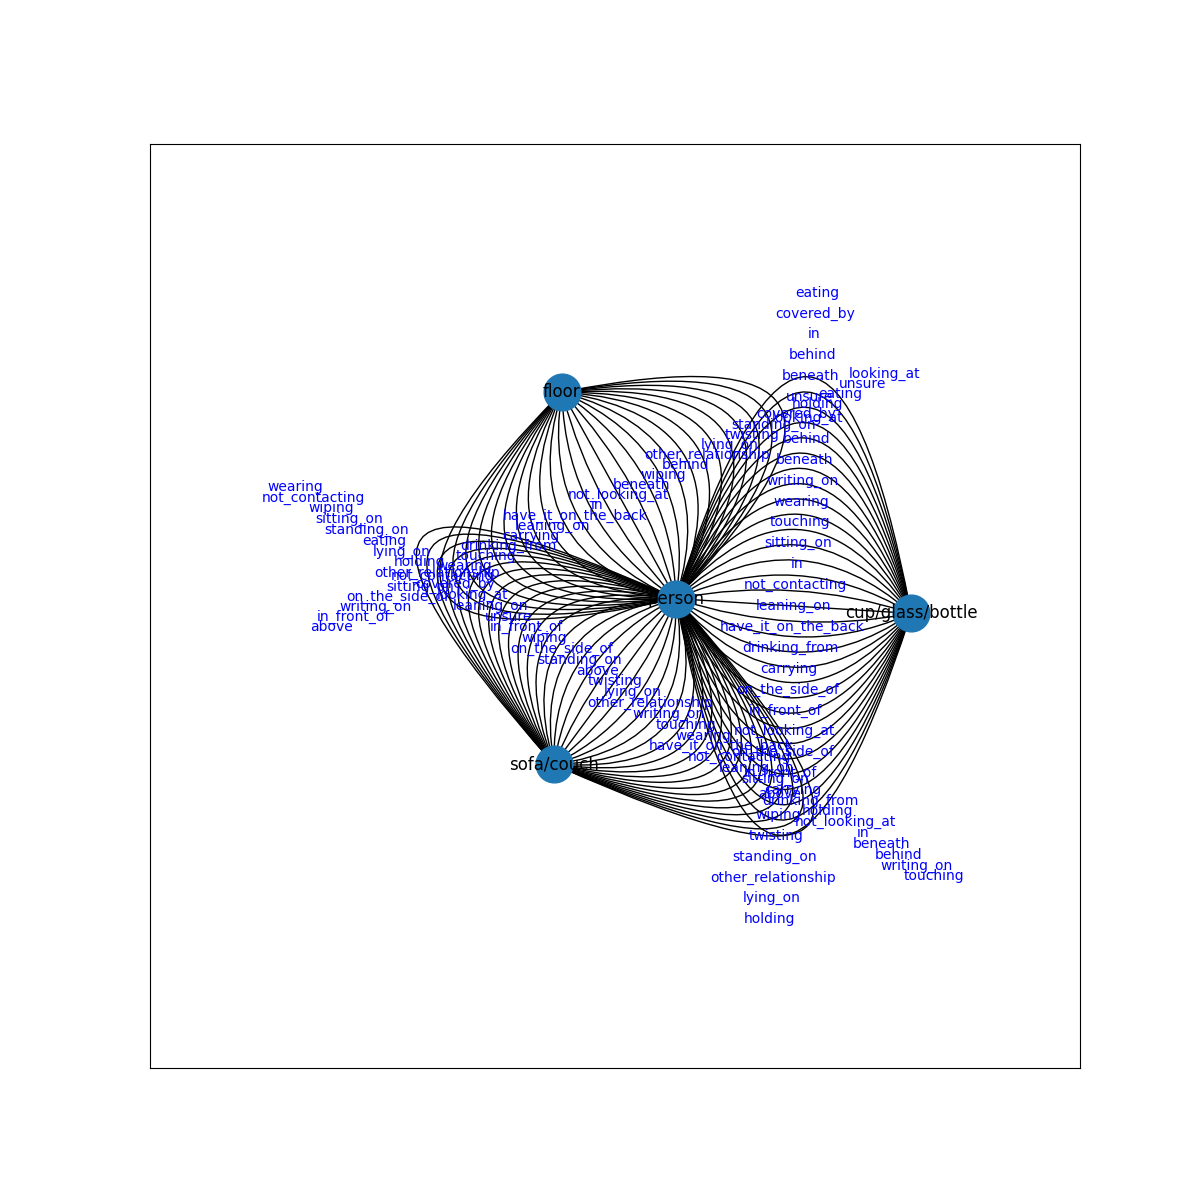 eating
covered_by
in
behind
beneath
looking_at
unsure
eating
unsure
holding
covered_by
looking_at
standing_on
twisting
behind
lying_on
other_relationship
beneath
behind
wiping
writing_on
beneath
not_looking_at
wearing
in
have_it_on_the_back
touching
leaning_on
carrying
sitting_on
drinking_from
touching
in
wearing
not_contacting
covered_by
not_contacting
looking_at
leaning_on
leaning_on
unsure
have_it_on_the_back
in_front_of
wiping
drinking_from
on_the_side_of
standing_on
carrying
above
twisting
on_the_side_of
lying_on
other_relationship
in_front_of
writing_on
touching
not_looking_at
wearing
have_it_on_the_back
on_the_side_of
not_contacting
leaning_on
in_front_of
sitting_on
carrying
above
drinking_from
holding
wiping
not_looking_at
in
twisting
beneath
behind
standing_on
writing_on
touching
other_relationship
lying_on
holding
wearing
not_contacting
wiping
sitting_on
standing_on
eating
lying_on
holding
other_relationship
sitting_on
on_the_side_of
writing_on
in_front_of
above
floor
person
cup/glass/bottle
sofa/couch